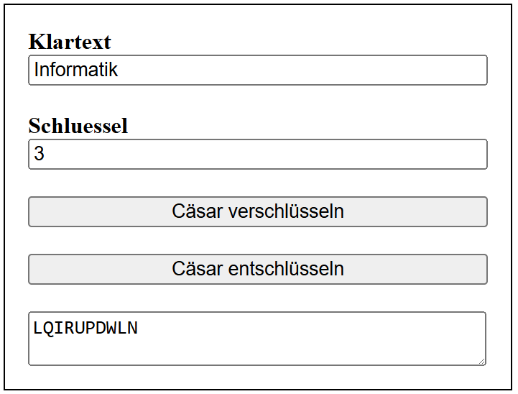 Klartext
Informatik
Schluessel
3
Cäsar verschlüsseln
Cäsar entschlüsseln
LQIRUPDWLN